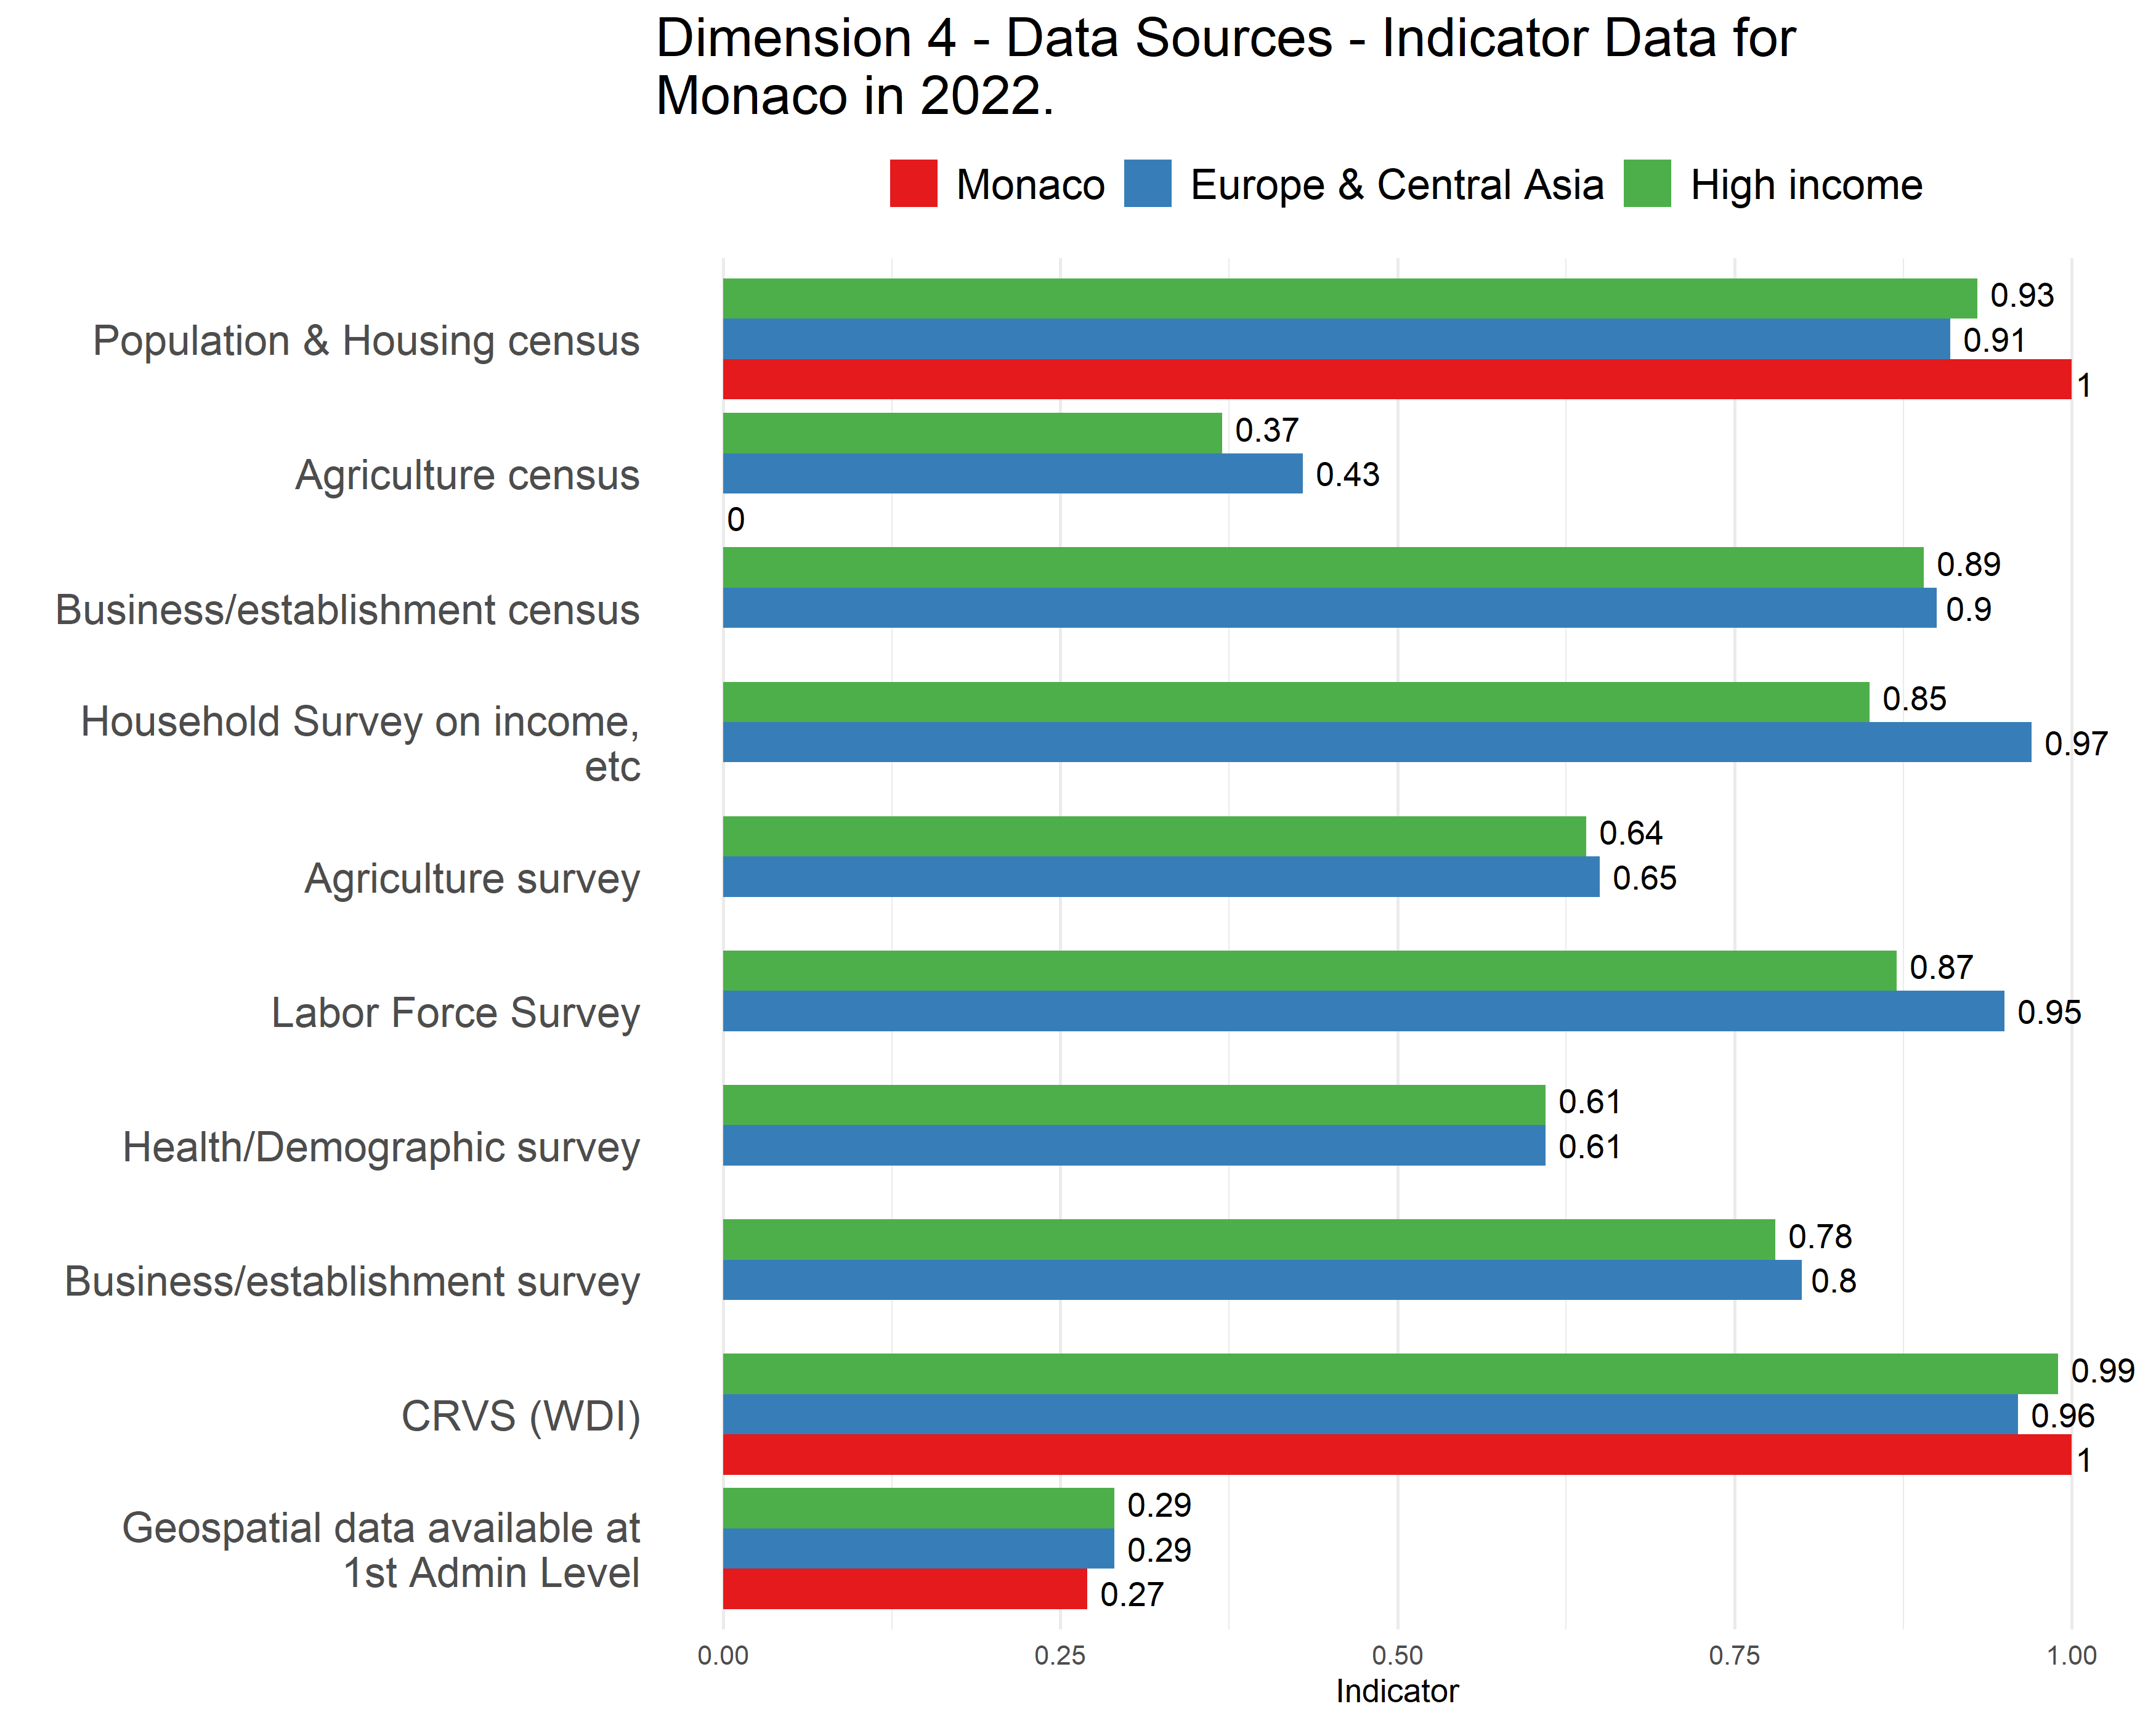 Dimension 4 - Data Sources - Indicator Data for
Monaco in 2022.
Monaco Europe & Central Asia High income
Population & Housing census
0.93
0.91
1
Agriculture census
0.37
0.43
0
Business/establishment census
0.89
0.9
Household Survey on income,
etc
0.85
0.97
Agriculture survey
0.64
0.65
Labor Force Survey
0.87
0.95
Health/Demographic survey
0.61
0.61
Business/establishment survey
0.78
0.8
CRVS (WDI)
0.99
0.96
1
Geospatial data available at
1st Admin Level
0.29
0.29
0.27
0.00 0.25 0.50 0.75 1.00
Indicator